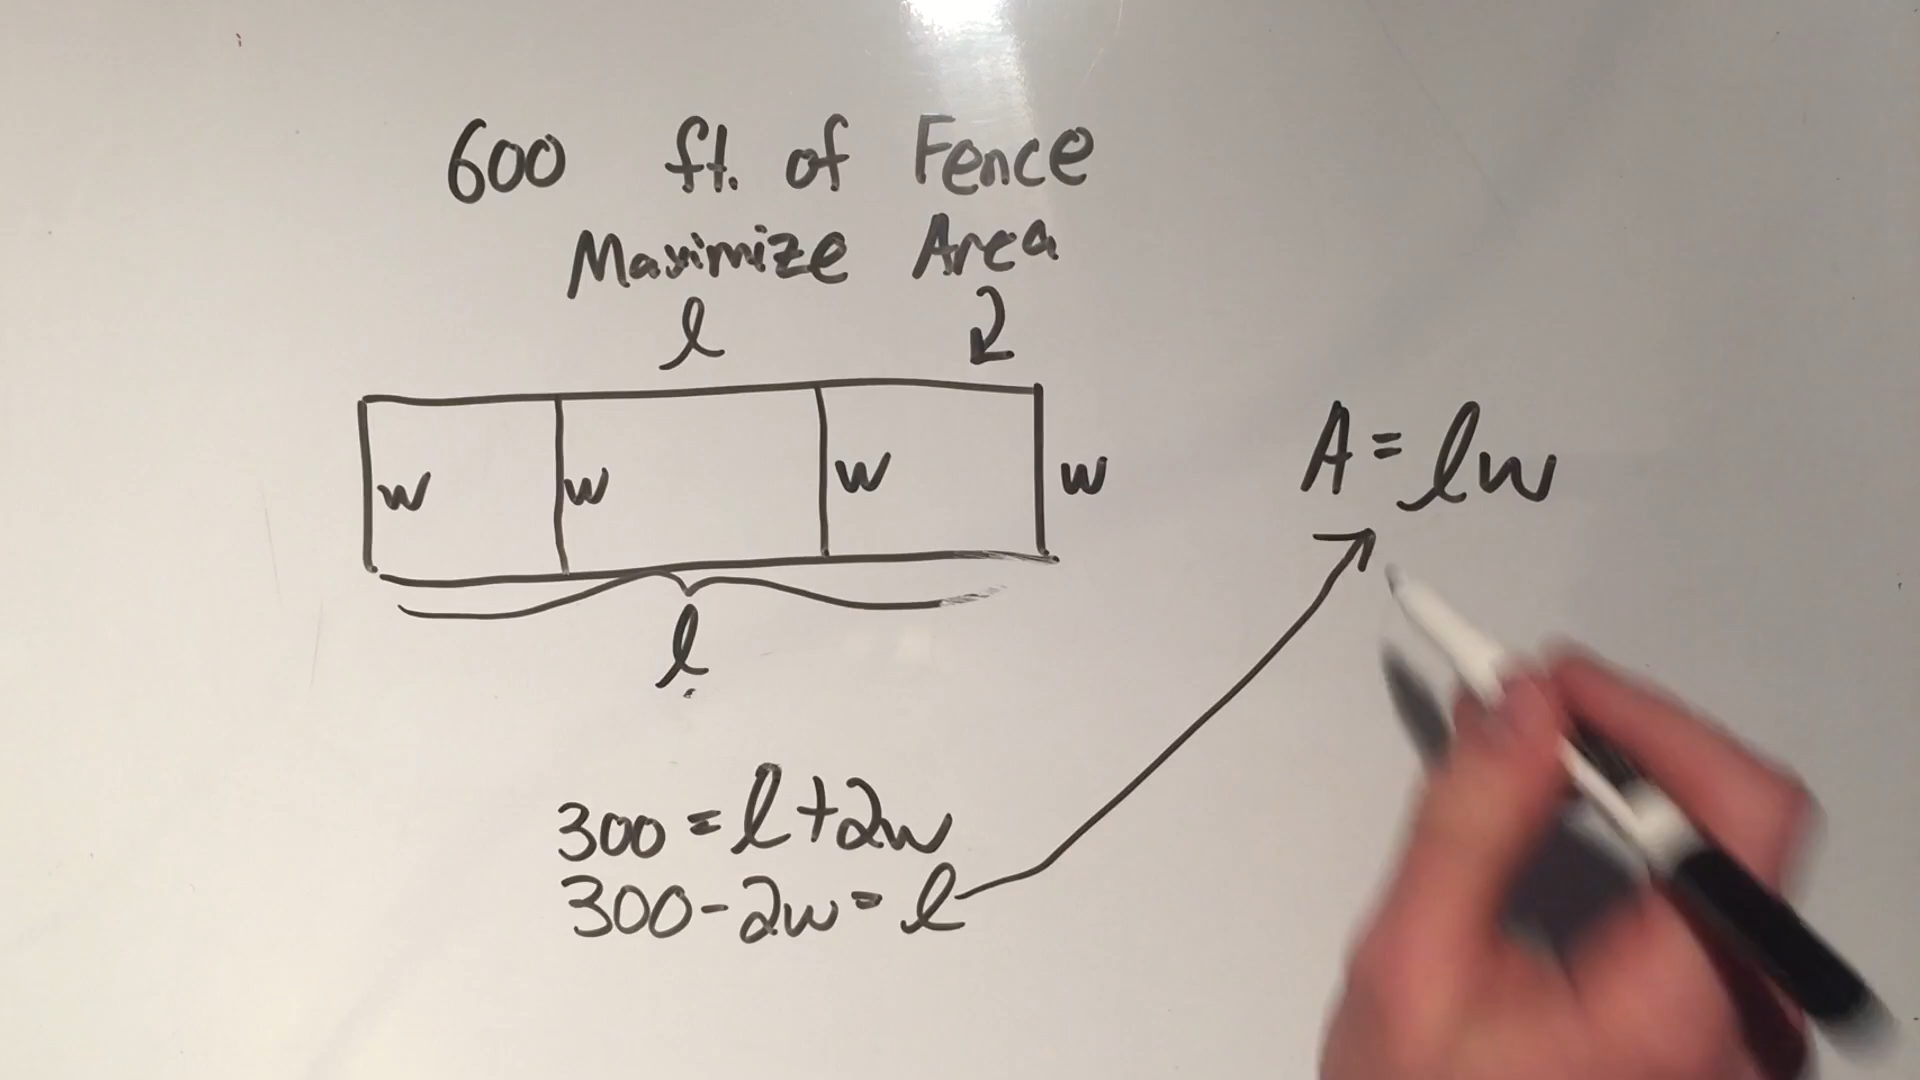 600 ft. of Fence
Maximize Area
l
w w w w
A = lw
l
300 = l + 2w
300 - 2w = l